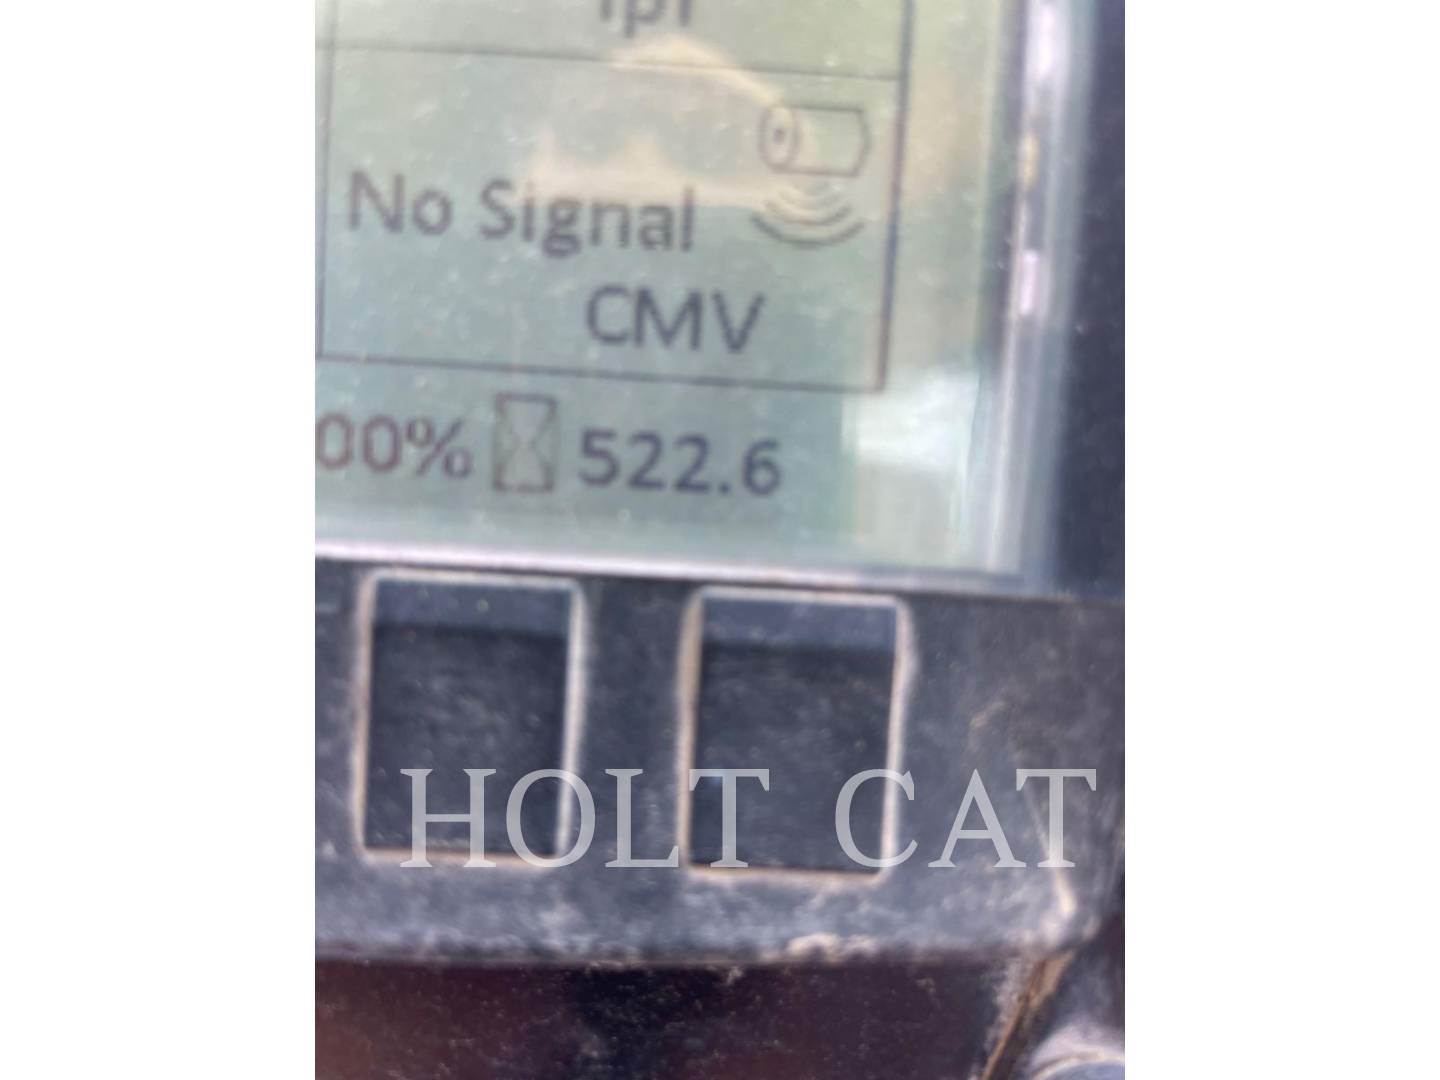 No Signal
CMV
00% 522.6
HOLT CAT